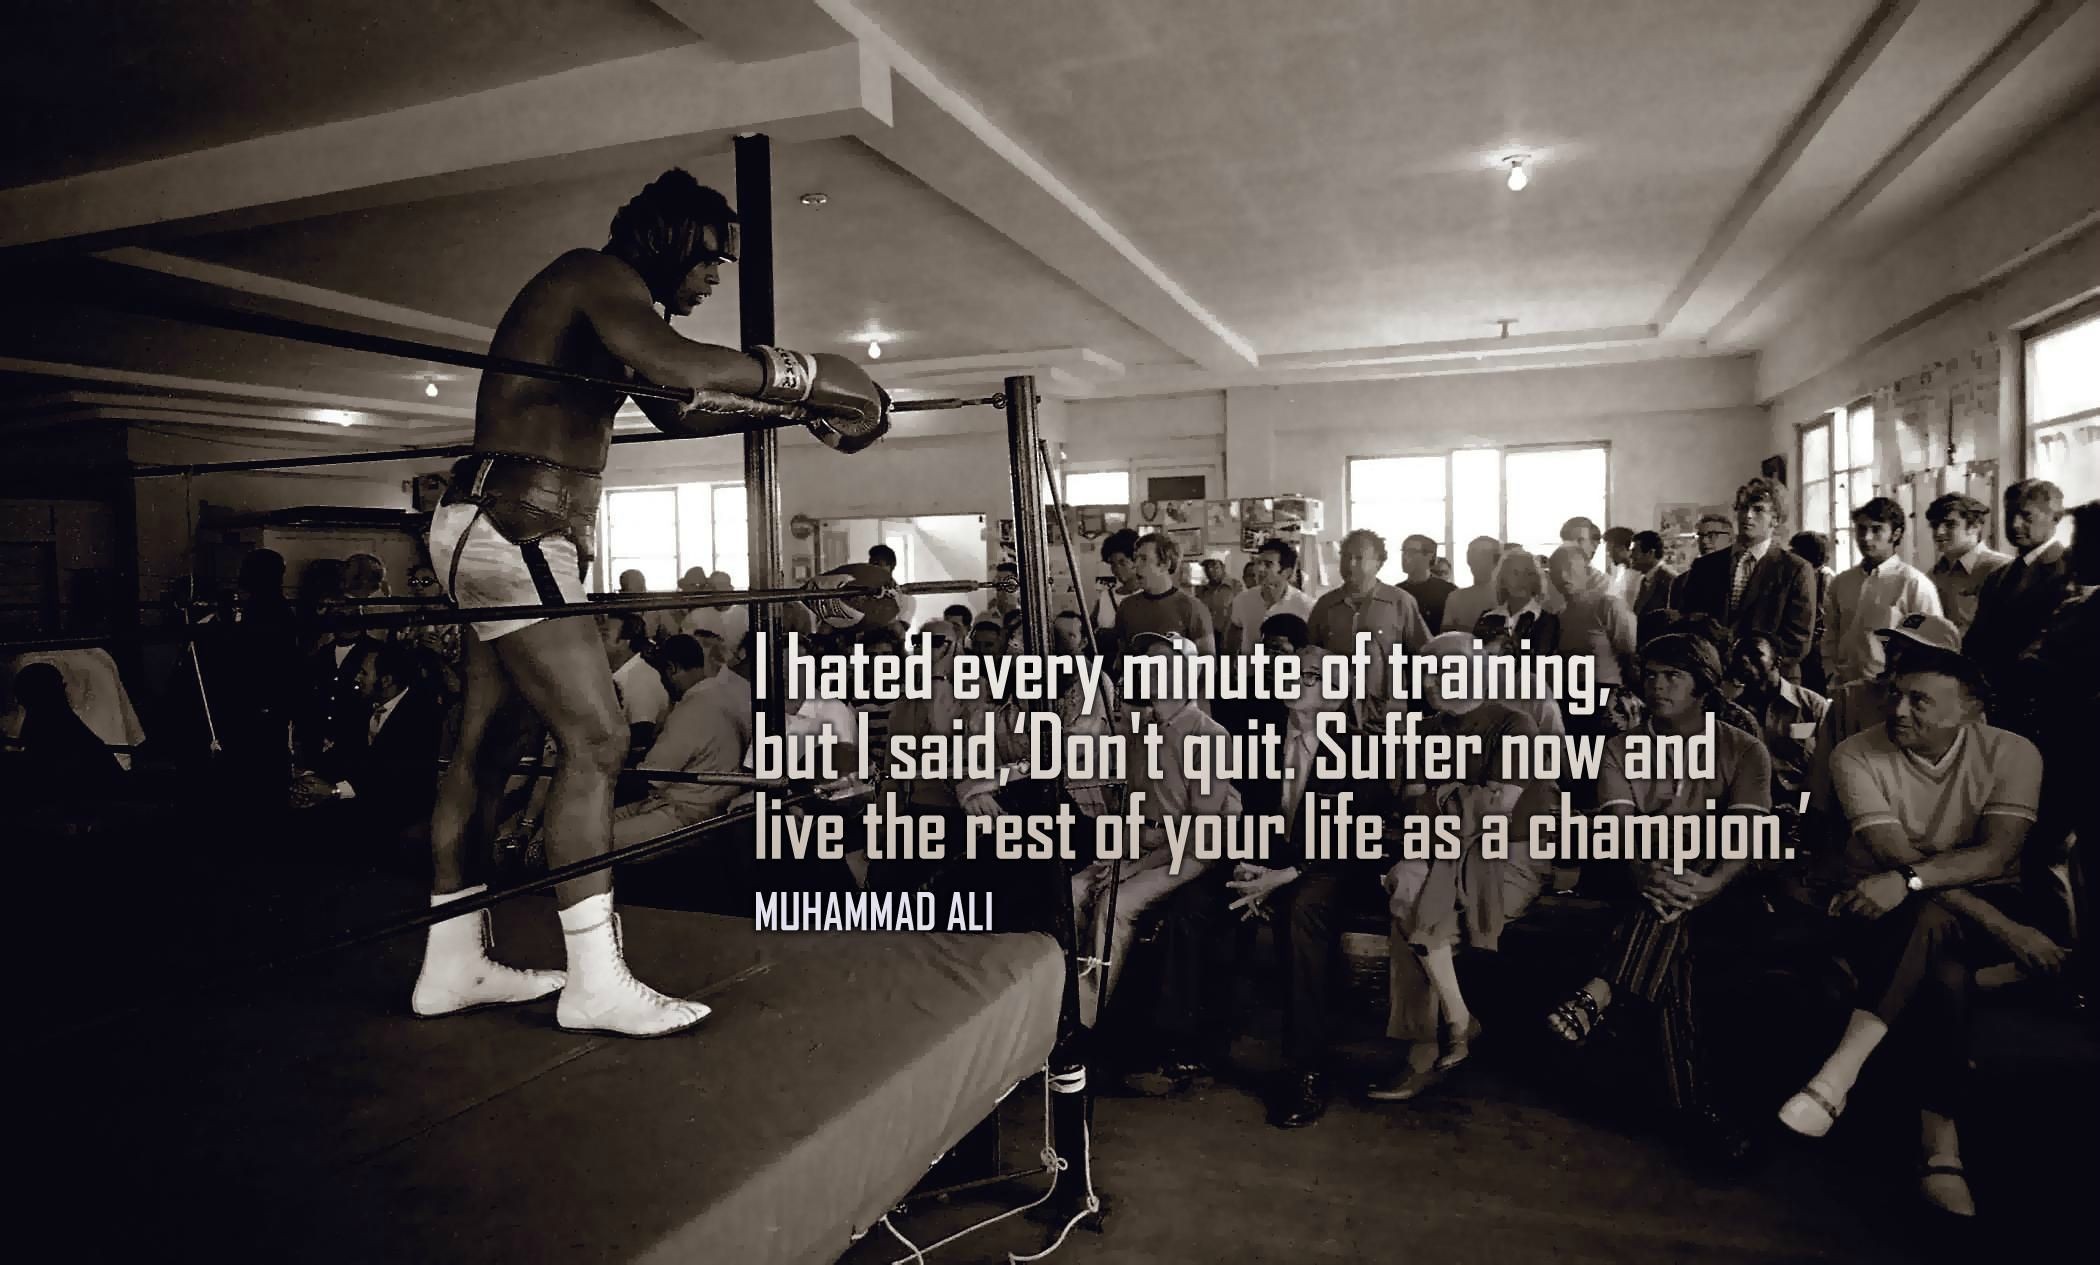 I hated every minute of training,
but I said, ‘Don't quit. Suffer now and
live the rest of your life as a champion.’
MUHAMMAD ALI